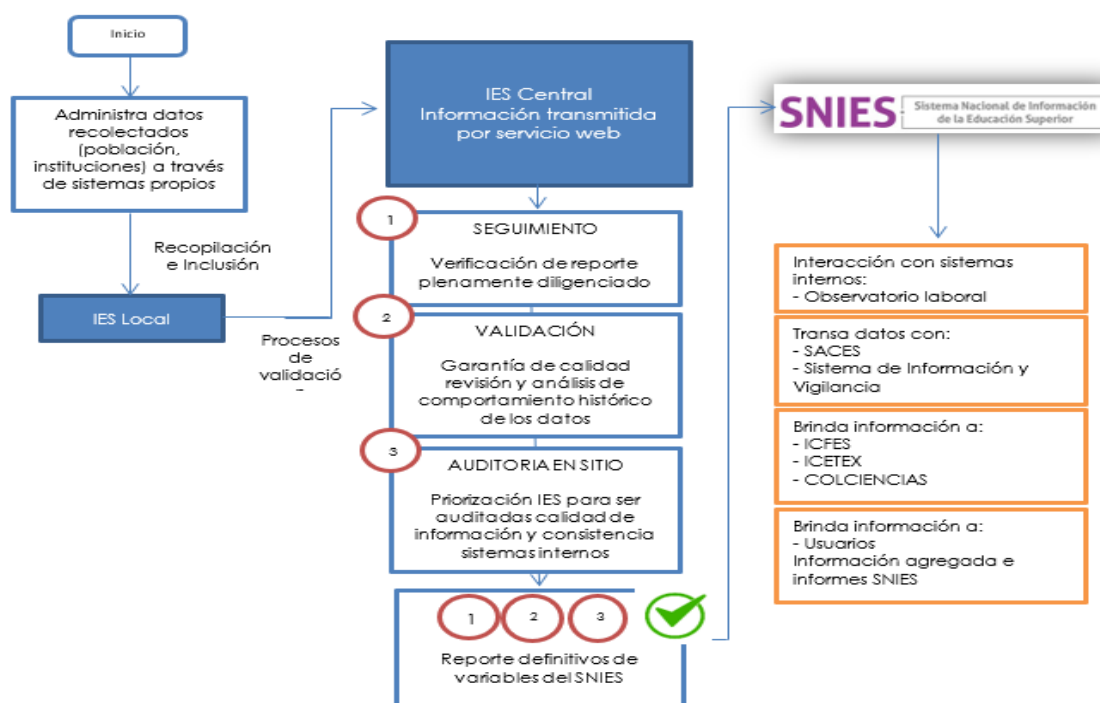 Inicio
Administra datos
recolectados
(población,
instituciones) a través
de sistemas propios
Recopilación
e Inclusión
IES Local
Procesos
de
validació
IES Central
Información transmitida
por servicio web
1
SEGUIMIENTO
Verificación de reporte
plenamente diligenciado
2
VALIDACIÓN
Garantía de calidad
revisión y análisis de
comportamiento histórico
de los datos
3
AUDITORIA EN SITIO
Priorización IES para ser
auditadas calidad de
información y consistencia
sistemas internos
1 2 3
Reporte definitivos de
variables del SNIES
SNIES
Sistema Nacional de Información
de la Educación Superior
Interacción con sistemas
internos:
- Observatorio laboral
Transa datos con:
- SACES
- Sistema de Información y
Vigilancia
Brinda información a:
- ICFES
- ICETEX
- COLCIENCIAS
Brinda información a:
- Usuarios
Información agregada e
informes SNIES